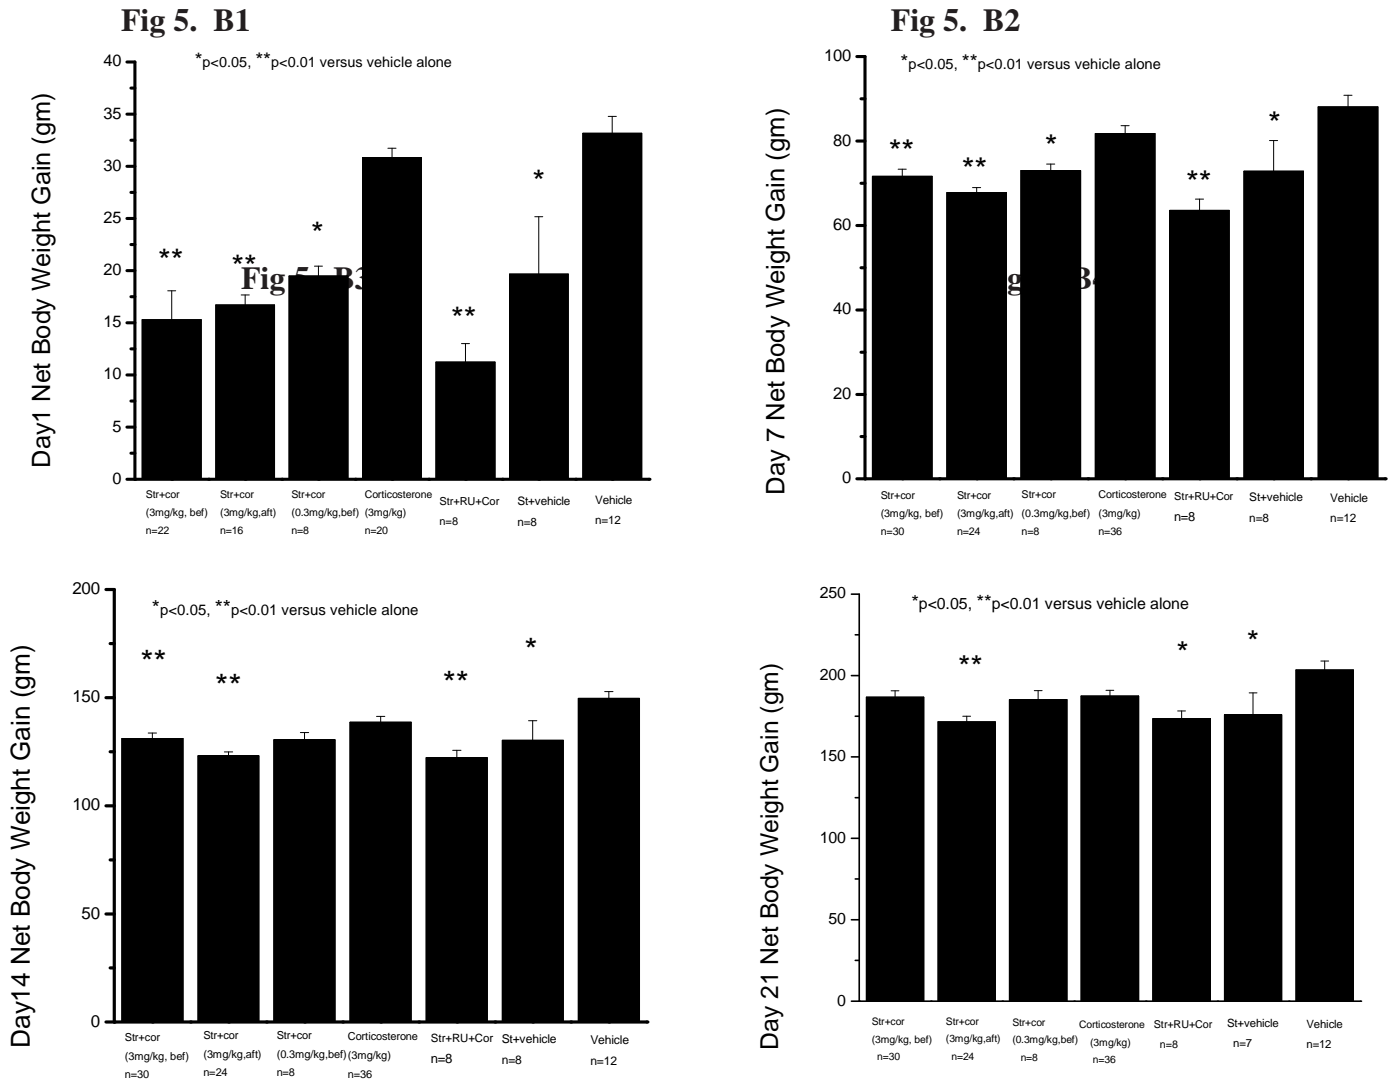 Fig 5. B1
*p<0.05, **p<0.01 versus vehicle alone
Day1 Net Body Weight Gain (gm)
40
35
30
25
20
15
10
5
0
** ** * ** *
Fig 5 B3
Str+cor
(3mg/kg, bef)
n=22
Str+cor
(3mg/kg,aft)
n=16
Str+cor
(0.3mg/kg,bef)
n=8
Corticosterone
(3mg/kg)
n=20
Str+RU+Cor
n=8
St+vehicle
n=8
Vehicle
n=12
Fig 5. B2
*p<0.05, **p<0.01 versus vehicle alone
Day 7 Net Body Weight Gain (gm)
100
80
60
40
20
0
** ** * ** *
g
Str+cor
(3mg/kg, bef)
n=30
Str+cor
(3mg/kg,aft)
n=24
Str+cor
(0.3mg/kg,bef)
n=8
Corticosterone
(3mg/kg)
n=36
Str+RU+Cor
n=8
St+vehicle
n=8
Vehicle
n=12
*p<0.05, **p<0.01 versus vehicle alone
Day14 Net Body Weight Gain (gm)
200
150
100
50
0
** ** ** *
Str+cor
(3mg/kg, bef)
n=30
Str+cor
(3mg/kg,aft)
n=24
Str+cor
(0.3mg/kg,bef)
n=8
Corticosterone
(3mg/kg)
n=36
Str+RU+Cor
n=8
St+vehicle
n=8
Vehicle
n=12
*p<0.05, **p<0.01 versus vehicle alone
Day 21 Net Body Weight Gain (gm)
250
200
150
100
50
0
** * *
Str+cor
(3mg/kg, bef)
n=30
Str+cor
(3mg/kg,aft)
n=24
Str+cor
(0.3mg/kg,bef)
n=8
Corticosterone
(3mg/kg)
n=36
Str+RU+Cor
n=8
St+vehicle
n=7
Vehicle
n=12